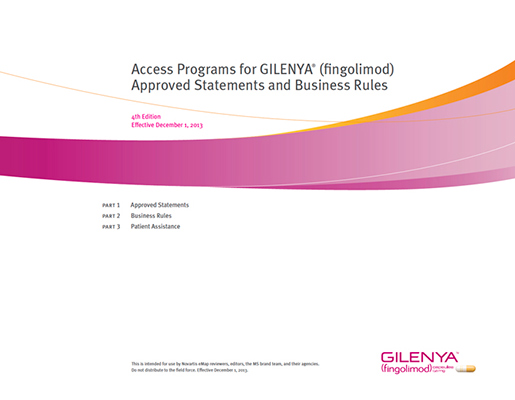 Access Programs for GILENYA® (fingolimod)
Approved Statements and Business Rules
4th Edition
Effective December 1, 2013
PART 1 Approved Statements
PART 2 Business Rules
PART 3 Patient Assistance
This is intended for use by Novartis eMap reviewers, editors, the MS brand team, and their agencies.
Do not distribute to the field force. Effective December 1, 2013.
GILENYA
(fingolimod) capsules